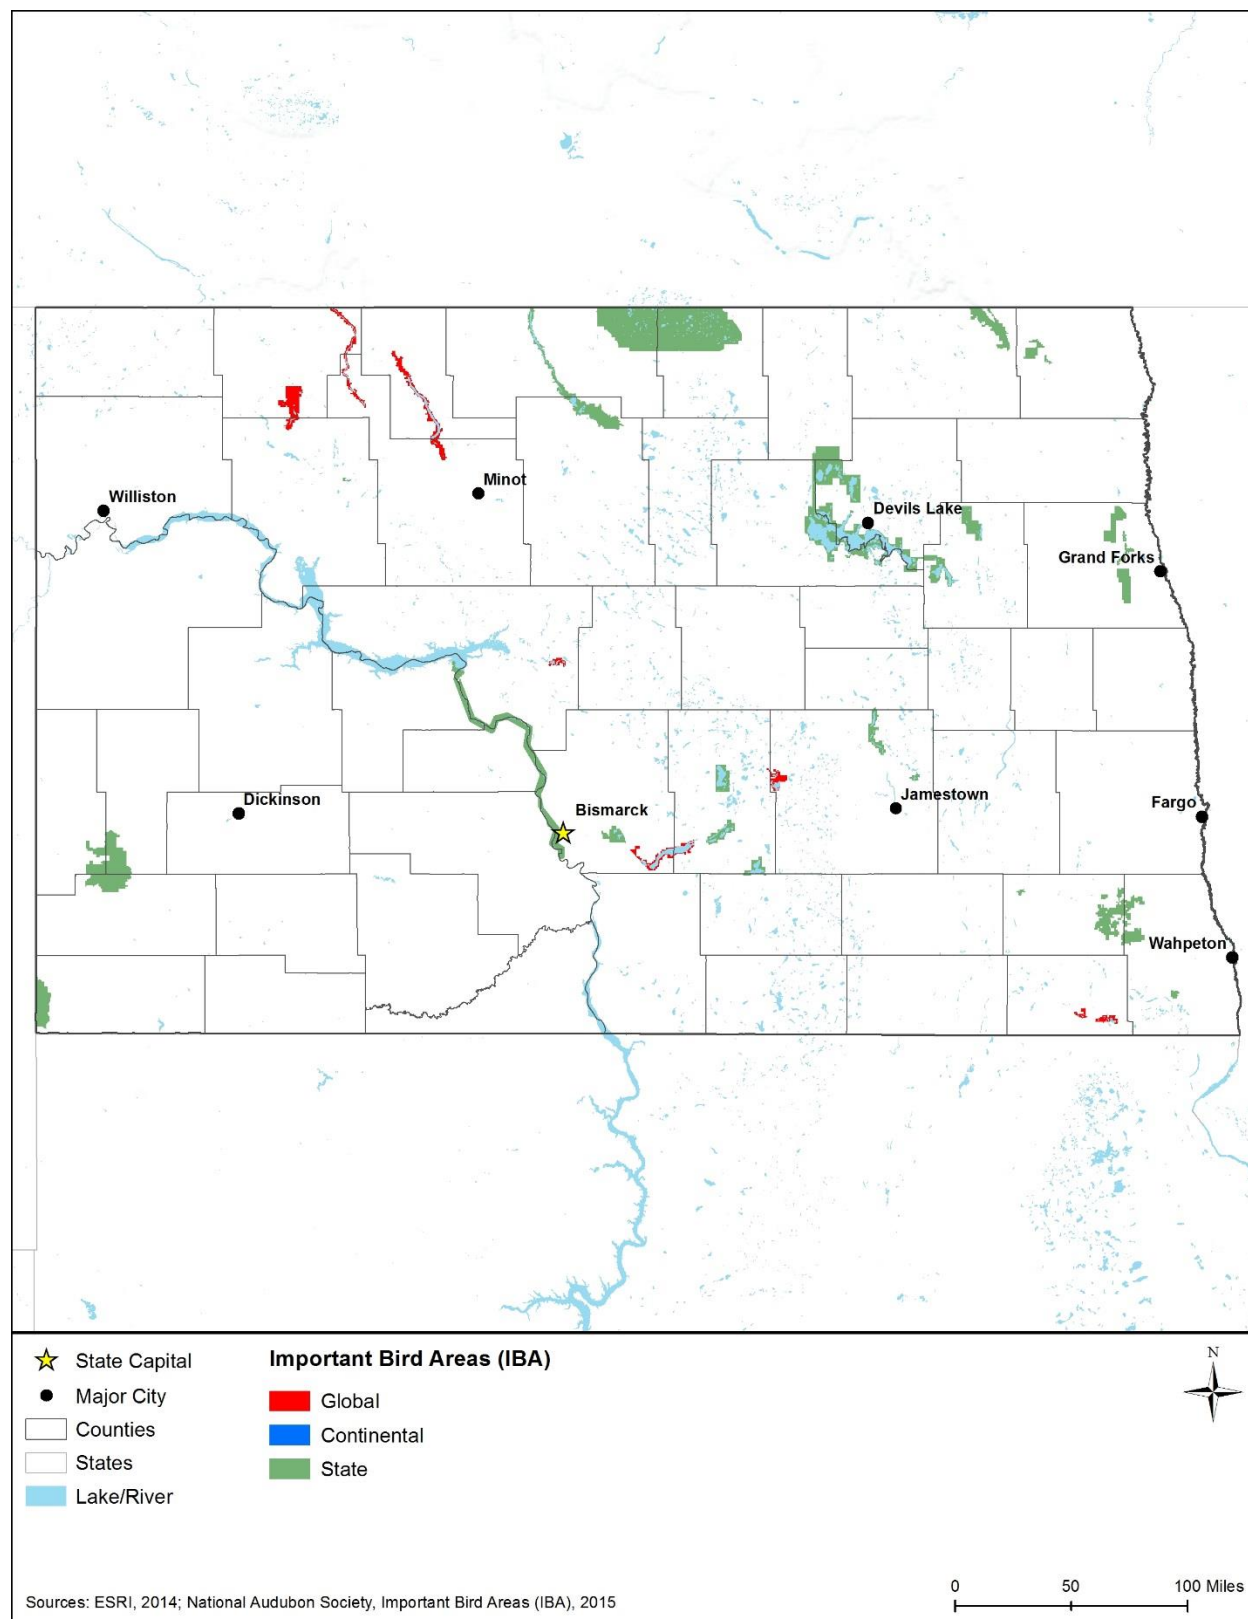 Minot
Williston
Devils Lake
Grand Forks
Dickinson
Bismarck
Jamestown
Fargo
Wahpeton
State Capital
Major City
Counties
States
Lake/River
Important Bird Areas (IBA)
Global
Continental
State
N
0 50 100 Miles
Sources: ESRI, 2014; National Audubon Society, Important Bird Areas (IBA), 2015